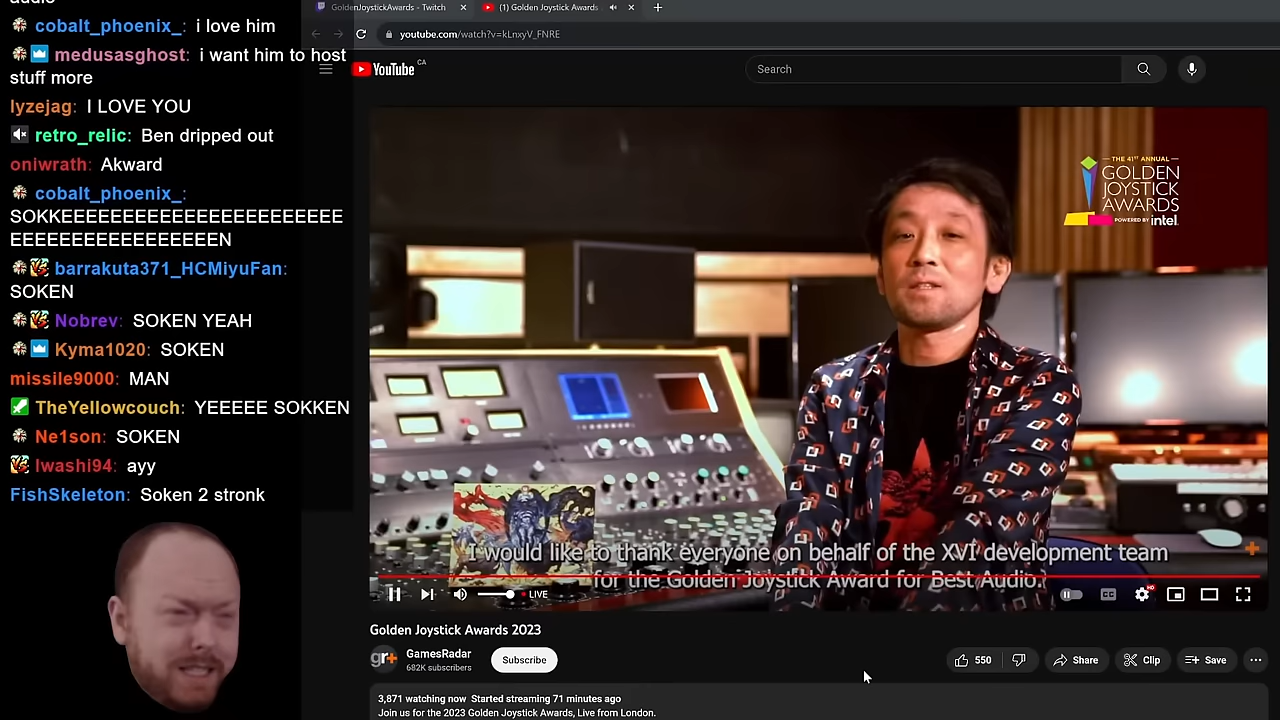 audio
cobalt_phoenix_: i love him
medusasghost: i want him to host
stuff more
lyzejag: I LOVE YOU
retro_relic: Ben dripped out
oniwrath: Akward
cobalt_phoenix_:
SOKKEEEEEEEEEEEEEEEEEEEEEEE
EEEEEEEEEEEEEEEEEN
barrakuta371_HCMiyuFan:
SOKEN
Nobrev: SOKEN YEAH
Kyma1020: SOKEN
missile9000: MAN
TheYellowcouch: YEEEEE SOKKEN
Ne1son: SOKEN
Iwashi94: ayy
FishSkeleton: Soken 2 stronk
GoldenJoystickAwards - Twitch
(1) Golden Joystick Awards
youtube.com/watch?v=kLnxyV_FNRE
YouTube CA
Search
THE 41ST ANNUAL
GOLDEN
JOYSTICK
AWARDS
POWERED BY intel.
I would like to thank everyone on behalf of the XVI development team
for the Golden Joystick Award for Best Audio.
LIVE
CC
HD
Golden Joystick Awards 2023
gr+
GamesRadar
682K subscribers
Subscribe
550
Share
Clip
Save
3,871 watching now Started streaming 71 minutes ago
Join us for the 2023 Golden Joystick Awards, Live from London.